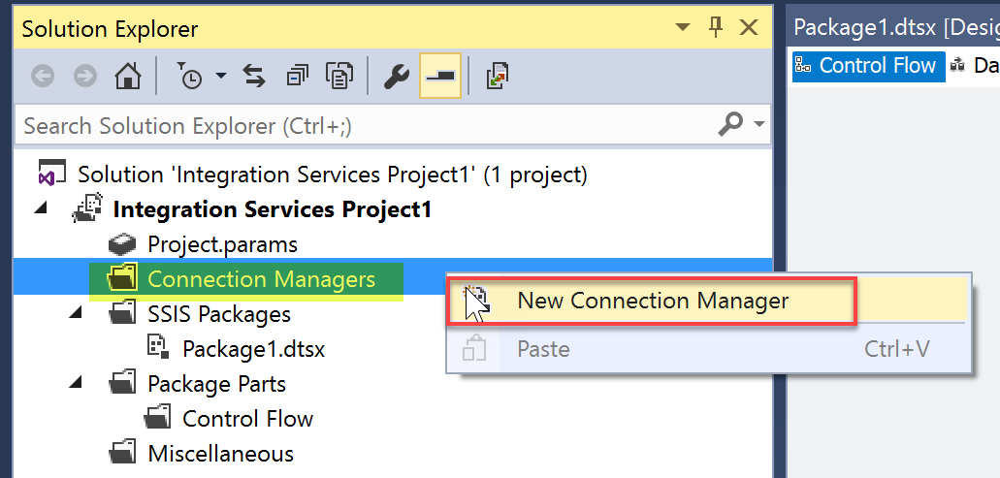 Solution Explorer
Package1.dtsx [Desig
Control Flow
Da
Search Solution Explorer (Ctrl+;)
Solution 'Integration Services Project1' (1 project)
Integration Services Project1
Project.params
Connection Managers
New Connection Manager
SSIS Packages
Package1.dtsx
Paste Ctrl+V
Package Parts
Control Flow
Miscellaneous